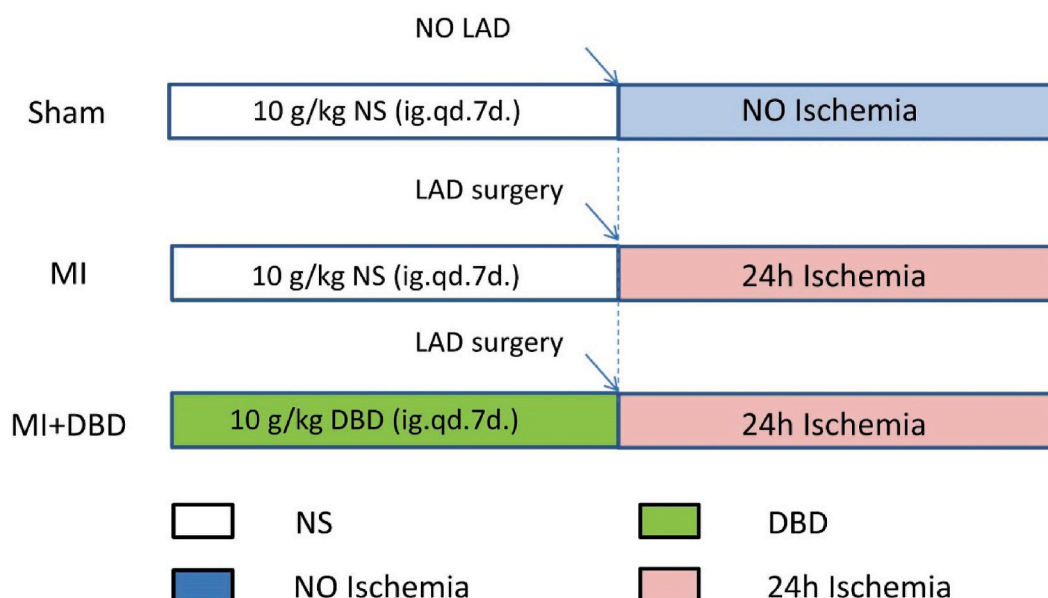 NO LAD
Sham
10 g/kg NS (ig.qd.7d.)
NO Ischemia
LAD surgery
MI
10 g/kg NS (ig.qd.7d.)
24h Ischemia
LAD surgery
MI+DBD
10 g/kg DBD (ig.qd.7d.)
24h Ischemia
NS
DBD
NO Ischemia
24h Ischemia